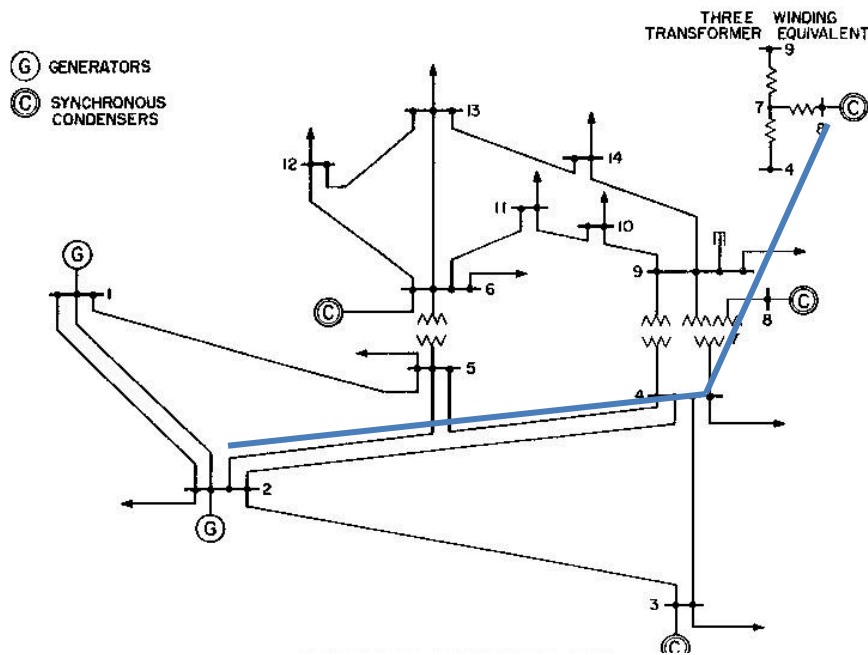 THREE WINDING
TRANSFORMER EQUIVALENT
9
G GENERATORS
7
8
C
C SYNCHRONOUS
CONDENSERS
13
4
12
14
11
10
G
1
9
6
C
8
C
7
5
4
2
G
3
C